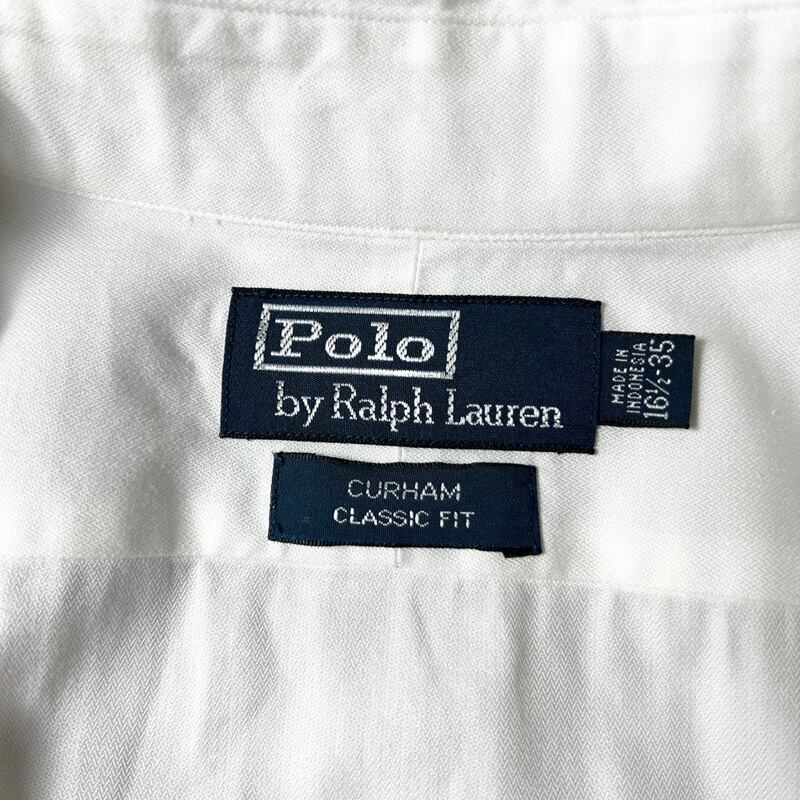 Polo
by Ralph Lauren
MADE IN
INDONESIA
16½-35
CURHAM
CLASSIC FIT